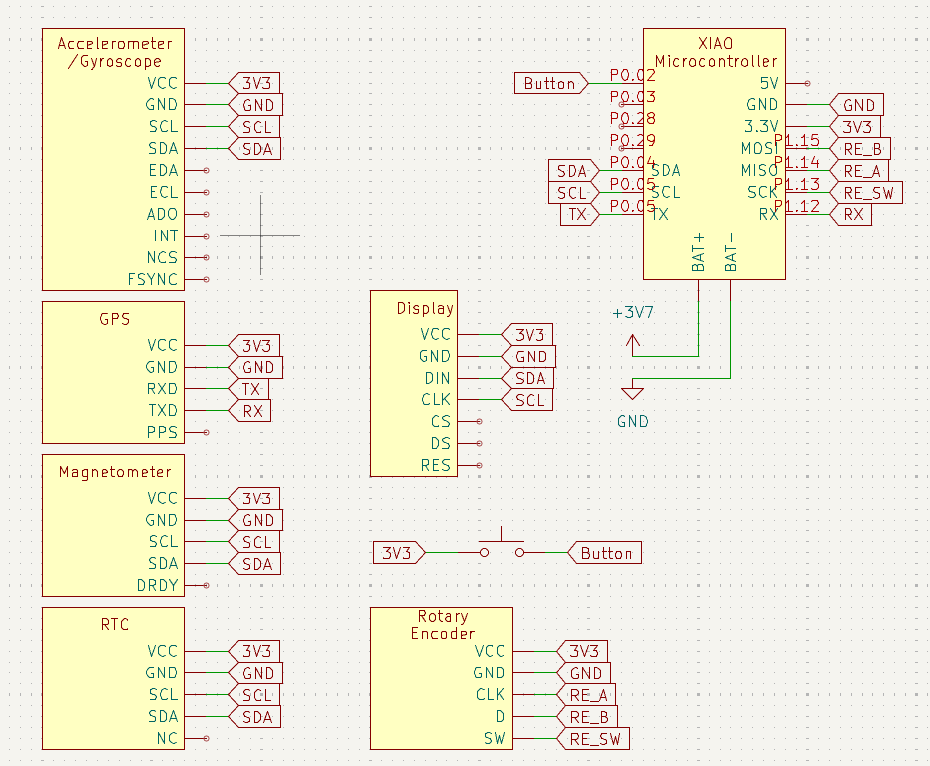 Accelerometer
/Gyroscope
VCC 3V3
GND GND
SCL SCL
SDA SDA
EDA
ECL
ADO
INT
NCS
FSYNC
GPS
VCC 3V3
GND GND
RXD TX
TXD RX
PPS
Magnetometer
VCC 3V3
GND GND
SCL SCL
SDA SDA
DRDY
RTC
VCC 3V3
GND GND
SCL SCL
SDA SDA
NC
Display
VCC 3V3
GND GND
DIN SDA
CLK SCL
CS
DS
RES
3V3 Button
Rotary
Encoder
VCC 3V3
GND GND
CLK RE_A
D RE_B
SW RE_SW
XIAO
Microcontroller
Button P0.02 5V
P0.03 GND GND
P0.28 3.3V 3V3
P0.29 MOSI P1.15 RE_B
SDA P0.04 SDA MISO P1.14 RE_A
SCL P0.05 SCL SCK P1.13 RE_SW
TX P0.05 TX RX P1.12 RX
BAT+ BAT-
+3V7
GND